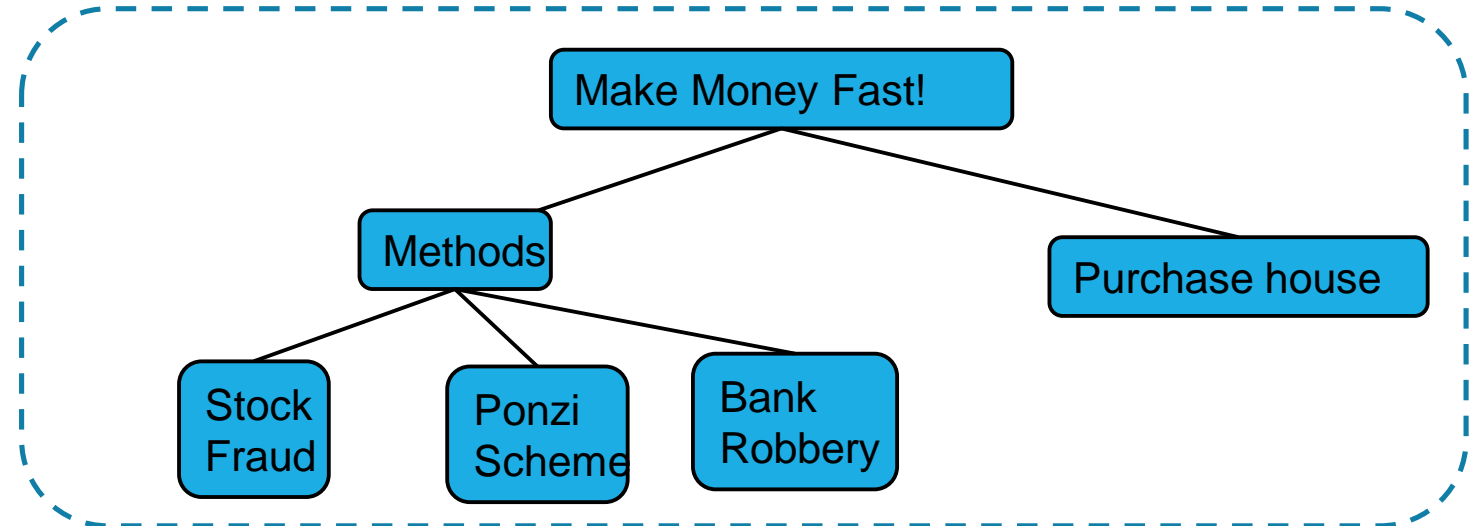 Make Money Fast!
Methods
Purchase house
Stock
Fraud
Ponzi
Scheme
Bank
Robbery